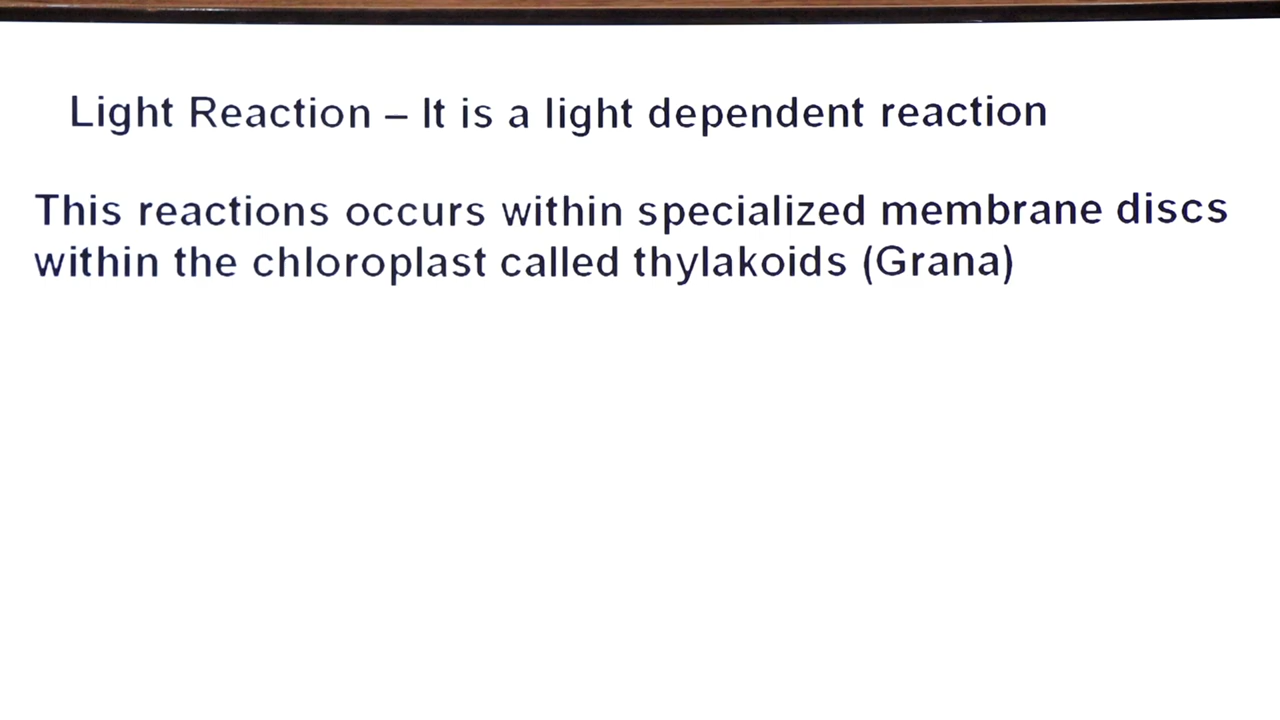 Light Reaction – It is a light dependent reaction
This reactions occurs within specialized membrane discs
within the chloroplast called thylakoids (Grana)